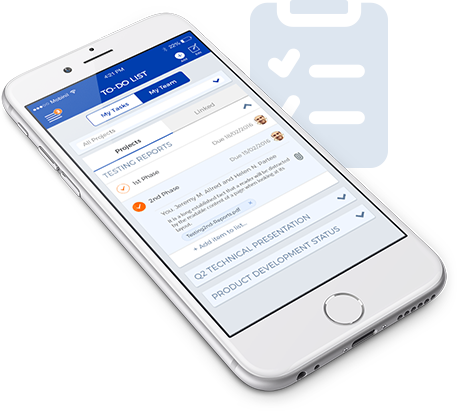 Mobixi
4:21 PM
22%
TO-DO LIST
My Tasks
My Team
All Projects
Projects
Linked
TESTING REPORTS
Due 16/02/2016
1st Phase
Due 15/02/2016
2nd Phase
You, Jeremy M. Allred and Helen N. Partee
It is a long established fact that a reader will be distracted
by the readable content of a page when looking at its
layout.
Testing2nd-Reports.pdf
+ Add item to list...
Q2 TECHNICAL PRESENTATION
PRODUCT DEVELOPMENT STATUS